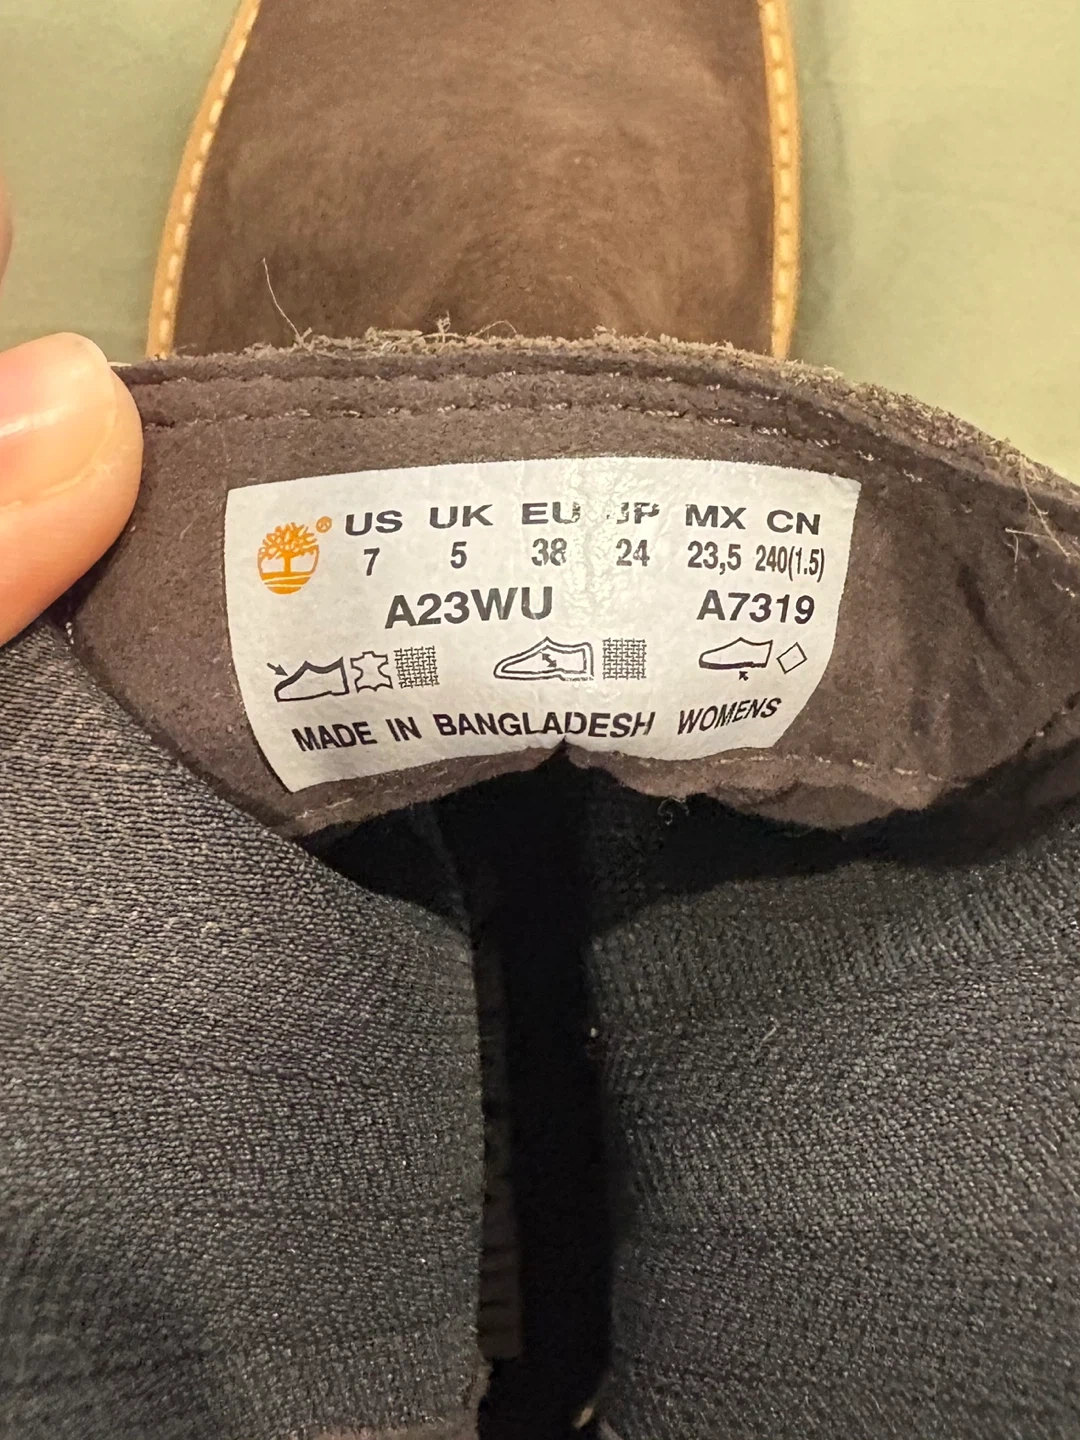 ® US UK EU JP MX CN
7 5 38 24 23,5 240(1.5)
A23WU A7319
MADE IN BANGLADESH WOMENS